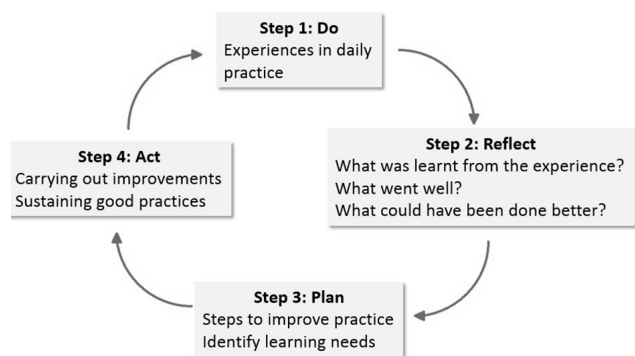 Step 1: Do
Experiences in daily
practice
Step 2: Reflect
What was learnt from the experience?
What went well?
What could have been done better?
Step 3: Plan
Steps to improve practice
Identify learning needs
Step 4: Act
Carrying out improvements
Sustaining good practices